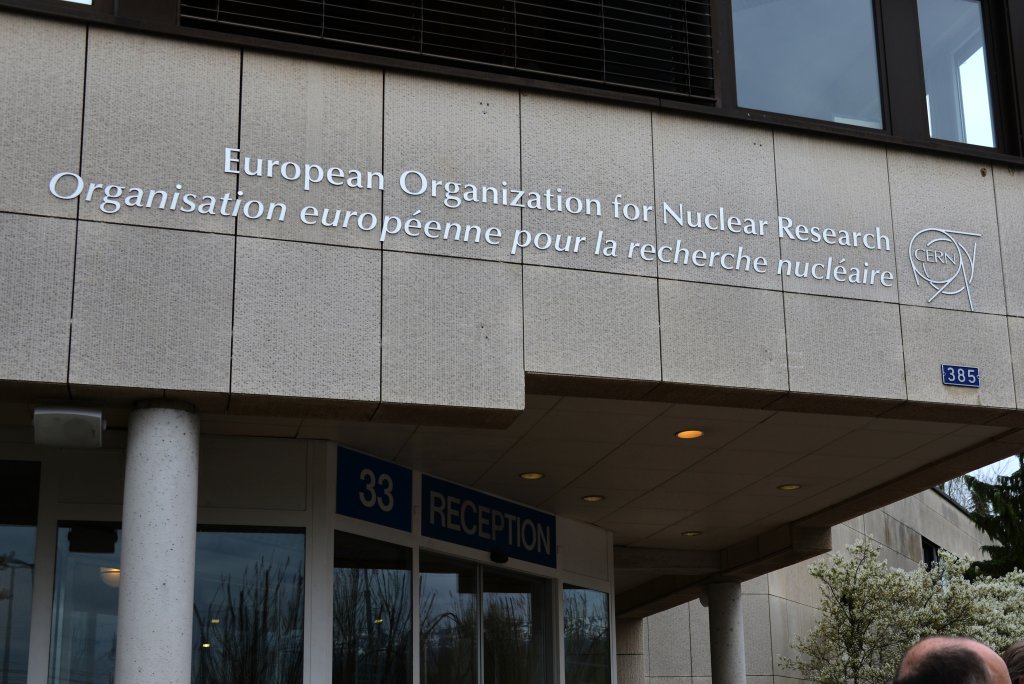 European Organization for Nuclear Research
Organisation européenne pour la recherche nucléaire
CERN
385
33
RECEPTION